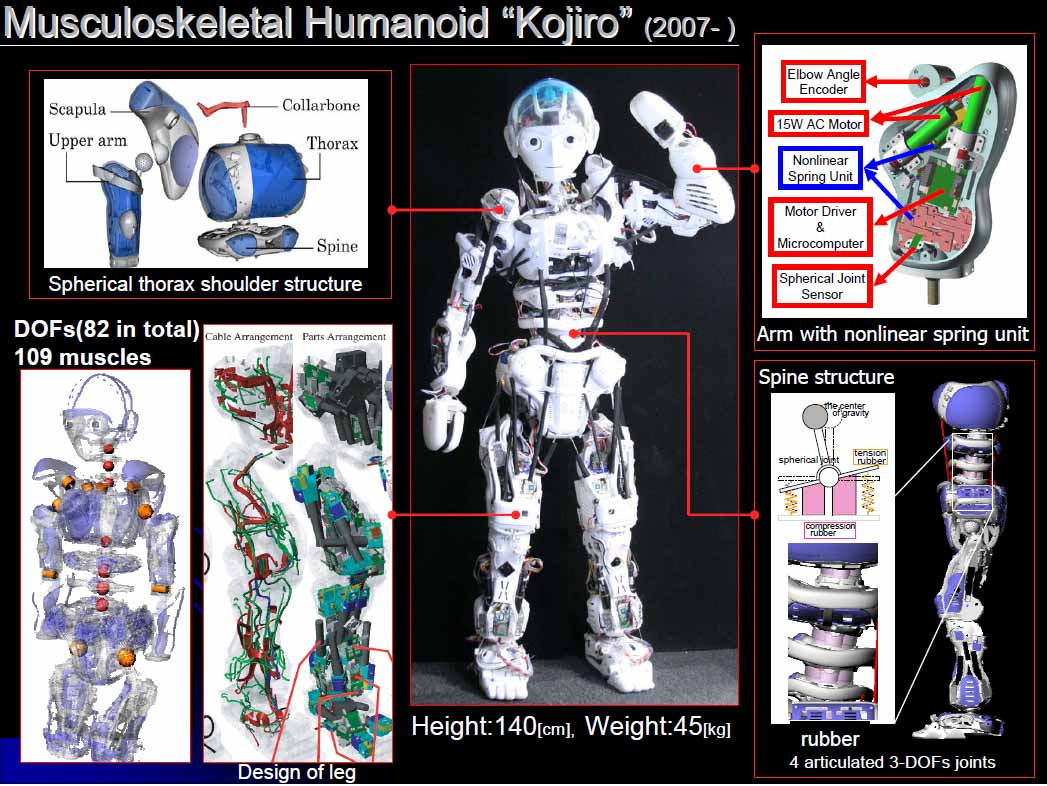 Musculoskeletal Humanoid “Kojiro” (2007- )
Scapula
Collarbone
Upper arm
Thorax
Spine
Spherical thorax shoulder structure
DOFs(82 in total)
109 muscles
Cable Arrangement
Parts Arrangement
Design of leg
Height:140[cm], Weight:45[kg]
Elbow Angle
Encoder
15W AC Motor
Nonlinear
Spring Unit
Motor Driver
&
Microcomputer
Spherical Joint
Sensor
Arm with nonlinear spring unit
Spine structure
the center
of gravity
spherical joint
tension
rubber
compression
rubber
rubber
4 articulated 3-DOFs joints